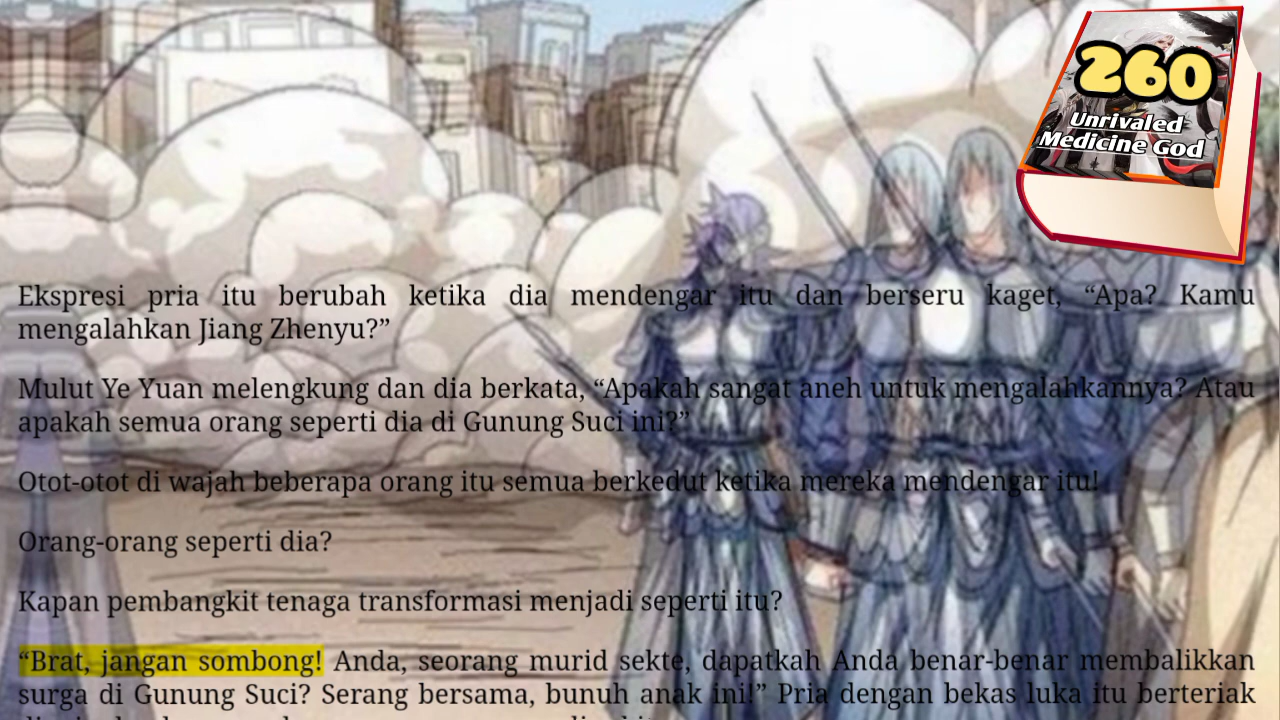 260
Unrivaled
Medicine God
Ekspresi pria itu berubah ketika dia mendengar itu dan berseru kaget, “Apa? Kamu
mengalahkan Jiang Zhenyu?”
Mulut Ye Yuan melengkung dan dia berkata, “Apakah sangat aneh untuk mengalahkannya? Atau
apakah semua orang seperti dia di Gunung Suci ini?”
Otot-otot di wajah beberapa orang itu semua berkedut ketika mereka mendengar itu!
Orang-orang seperti dia?
Kapan pembangkit tenaga transformasi menjadi seperti itu?
“Brat, jangan sombong! Anda, seorang murid sekte, dapatkah Anda benar-benar membalikkan
surga di Gunung Suci? Serang bersama, bunuh anak ini!” Pria dengan bekas luka itu berteriak